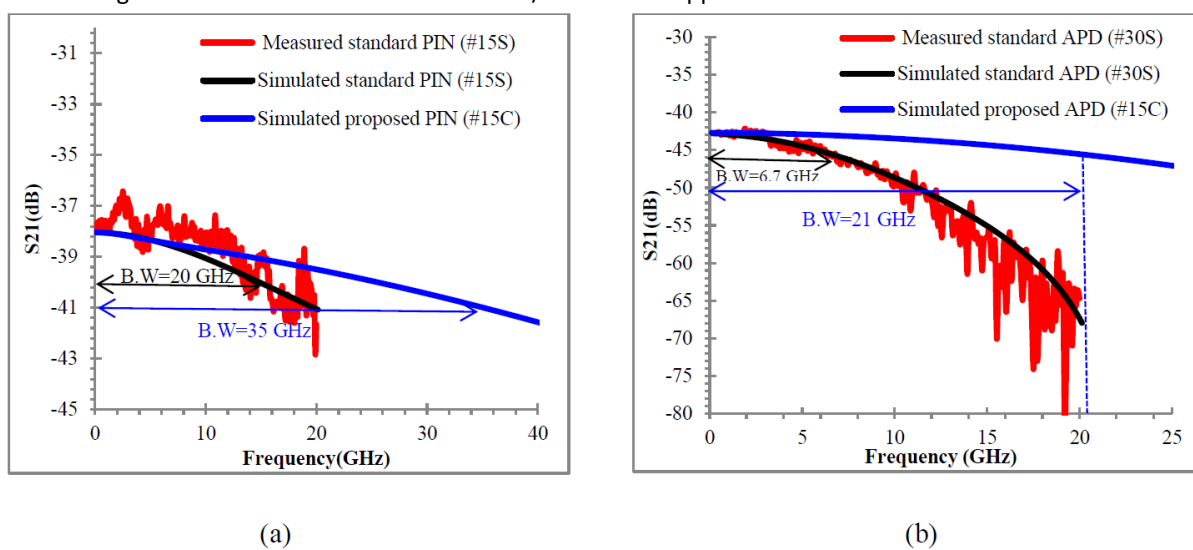 Measured standard PIN (#15S)
Simulated standard PIN (#15S)
Simulated proposed PIN (#15C)
S21(dB)
-31
-33
-35
-37
-39
-41
-43
-45
B.W=20 GHz
B.W=35 GHz
0 10 20 30 40
Frequency(GHz)
(a)
Measured standard APD (#30S)
Simulated standard APD (#30S)
Simulated proposed APD (#15C)
S21(dB)
-30
-35
-40
-45
-50
-55
-60
-65
-70
-75
-80
B.W=6.7 GHz
B.W=21 GHz
0 5 10 15 20 25
Frequency (GHz)
(b)